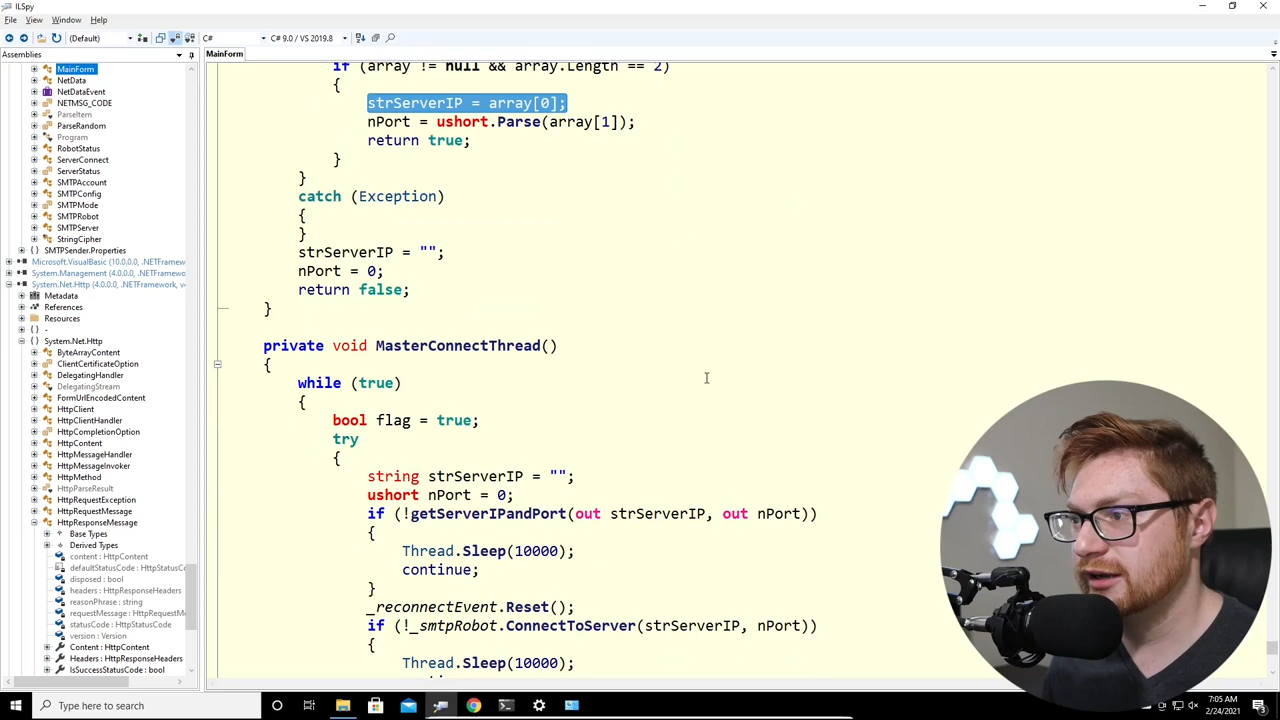 ILSpy
File View Window Help
(Default) C# C# 9.0 / VS 2019.8
Assemblies
MainForm
NetData
NetDataEvent
NETMSG_CODE
ParseItem
ParseRandom
Program
RobotStatus
ServerConnect
ServerStatus
SMTPAccount
SMTPConfig
SMTPMode
SMTPRobot
SMTPServer
StringCipher
SMTPSender.Properties
Microsoft.VisualBasic (10.0.0.0, .NETFramew
System.Management (4.0.0.0, .NETFramewo
System.Net.Http (4.0.0.0, .NETFramework, v
Metadata
References
Resources
-
System.Net.Http
ByteArrayContent
ClientCertificateOption
DelegatingHandler
DelegatingStream
FormUrlEncodedContent
HttpClient
HttpClientHandler
HttpCompletionOption
HttpContent
HttpMessageHandler
HttpMessageInvoker
HttpMethod
HttpParseResult
HttpRequestException
HttpRequestMessage
HttpResponseMessage
Base Types
Derived Types
content : HttpContent
defaultStatusCode : HttpStatusC
disposed : bool
headers : HttpResponseHeaders
reasonPhrase : string
requestMessage : HttpRequestM
statusCode : HttpStatusCode
version : Version
Content : HttpContent
Headers : HttpResponseHeaders
IsSuccessStatusCode : bool
MainForm
if (array != null && array.Length == 2)
{
strServerIP = array[0];
nPort = ushort.Parse(array[1]);
return true;
}
}
catch (Exception)
{
}
strServerIP = "";
nPort = 0;
return false;
}
private void MasterConnectThread()
{
while (true)
{
bool flag = true;
try
{
string strServerIP = "";
ushort nPort = 0;
if (!getServerIPandPort(out strServerIP, out nPort))
{
Thread.Sleep(10000);
continue;
}
_reconnectEvent.Reset();
if (!_smtpRobot.ConnectToServer(strServerIP, nPort))
{
Thread.Sleep(10000);
Type here to search
7:05 AM
2/24/2021